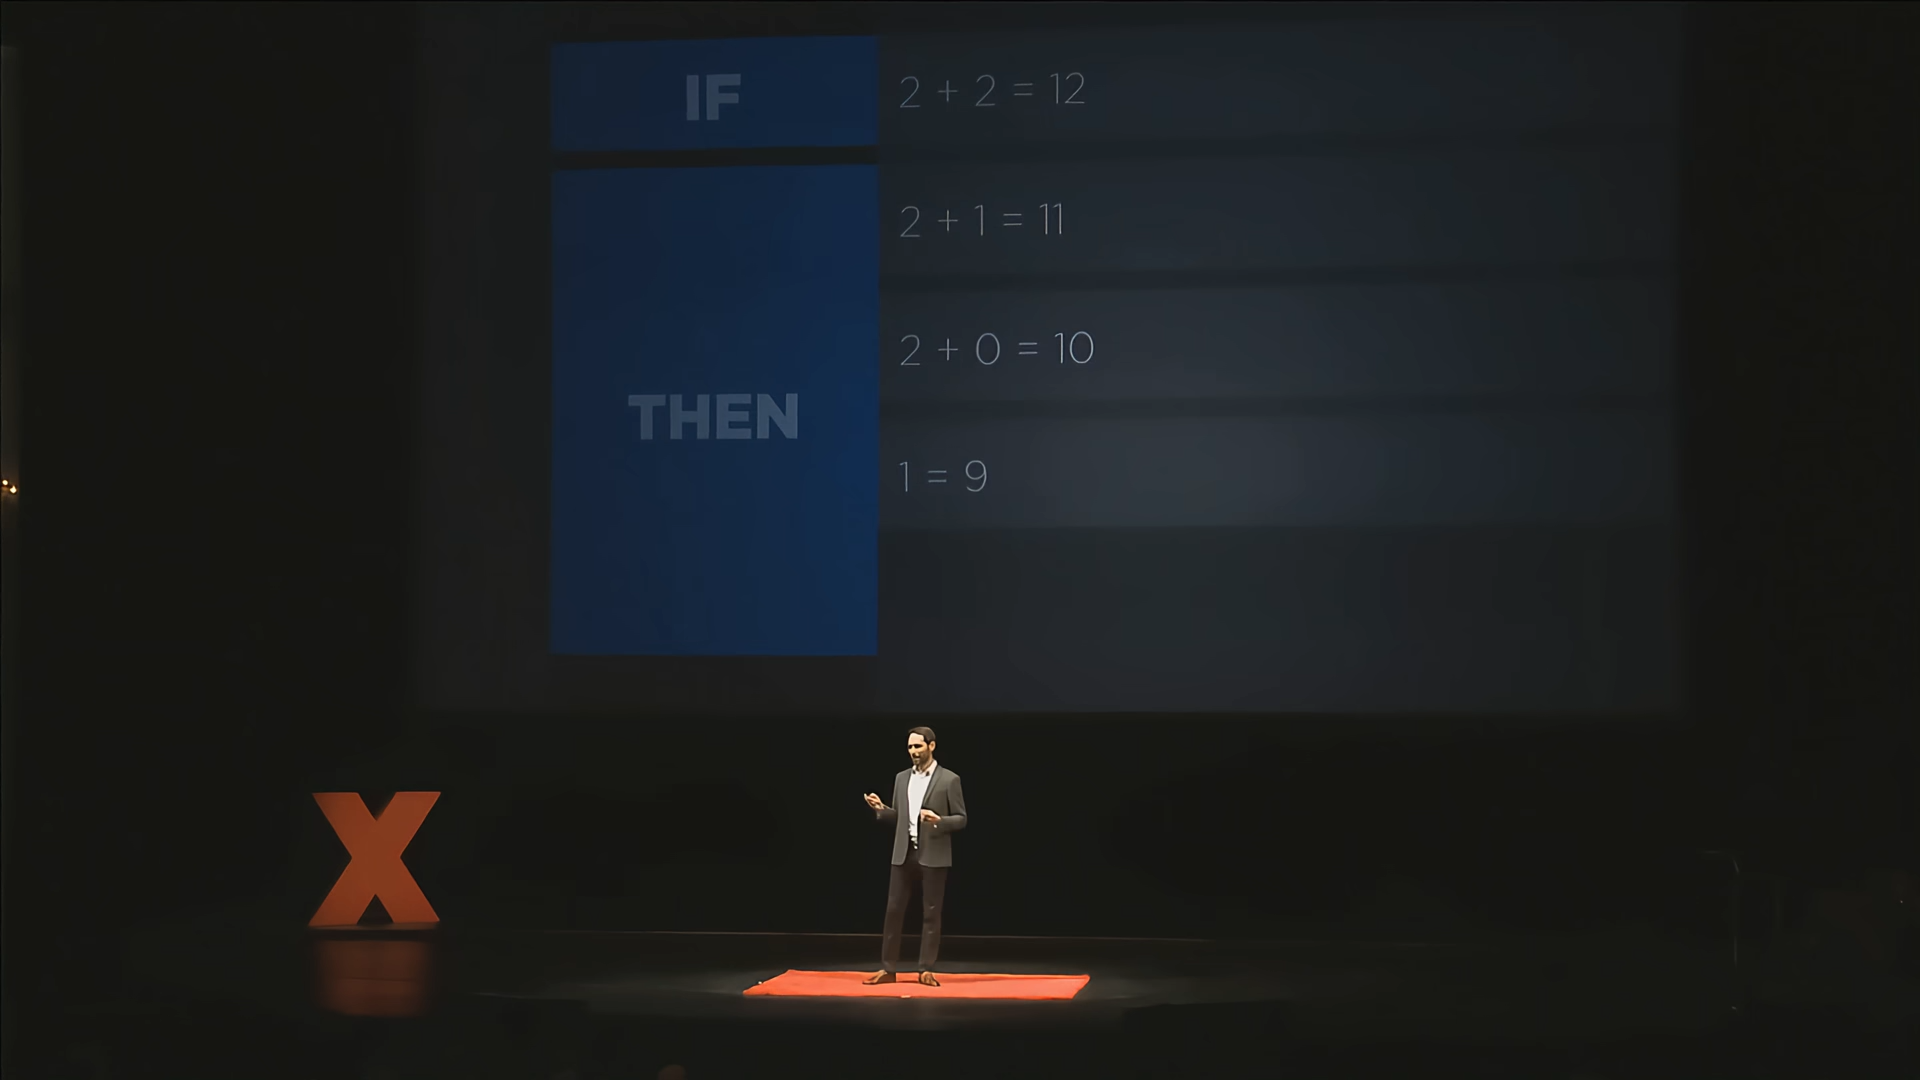 IF
2 + 2 = 12
THEN
2 + 1 = 11
2 + 0 = 10
1 = 9
X